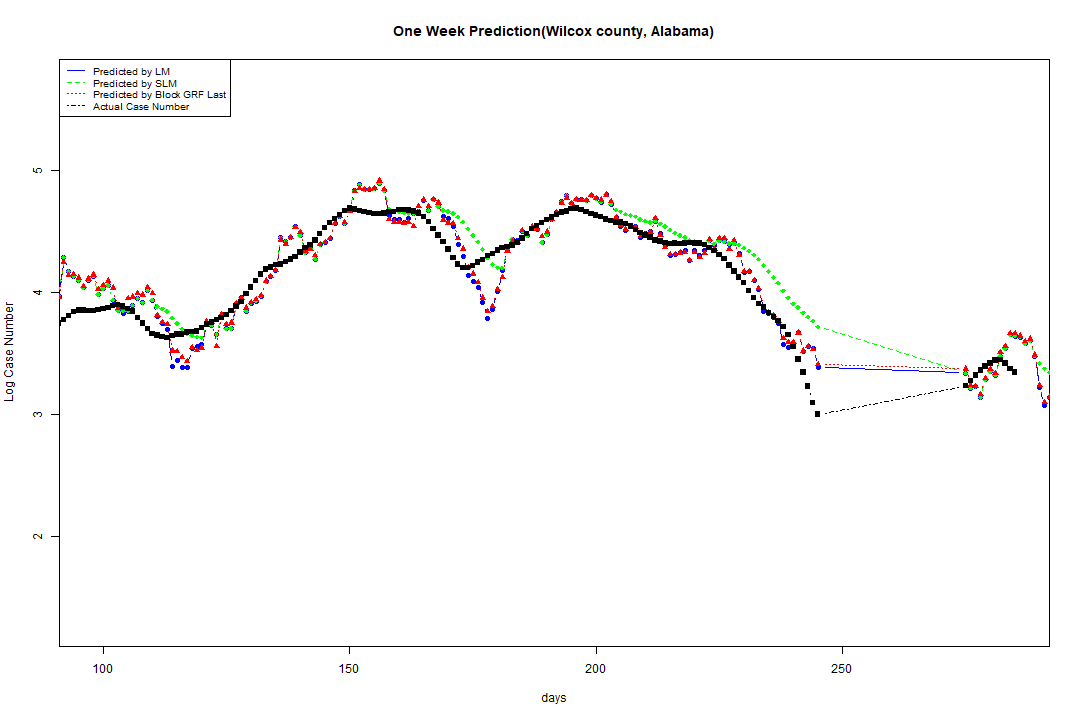 One Week Prediction(Wilcox county, Alabama)
Predicted by LM
Predicted by SLM
Predicted by Block GRF Last
Actual Case Number
5
4
3
2
Log Case Number
100 150 200 250
days